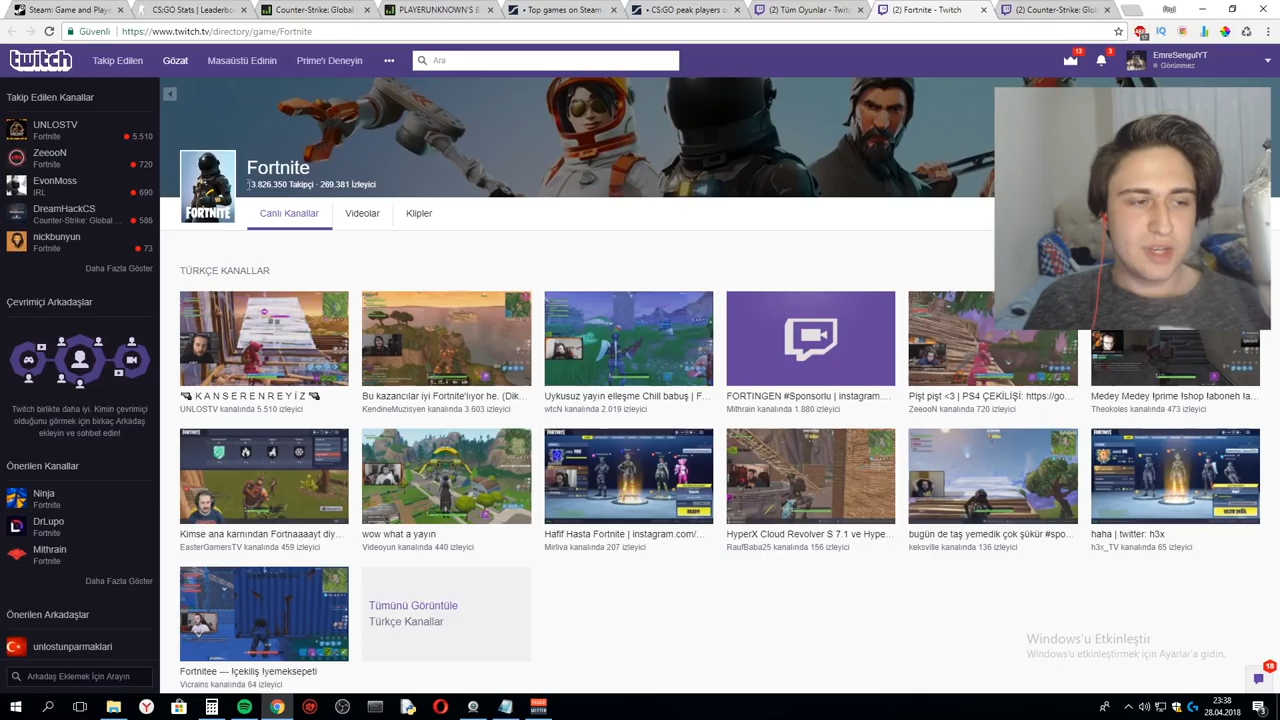 Steam: Game and Play...
CS:GO Stats | Leaderbo...
Counter-Strike: Global...
PLAYERUNKNOWN'S B...
Top games on Steam
CS:GO peak players o...
(2) Tüm Oyunlar - Twitc...
(2) Fortnite - Twitch
(2) Counter-Strike: Glob...
Güvenli
https://www.twitch.tv/directory/game/Fortnite
twitch
Takip Edilen
Gözat
Masaüstü Edinin
Prime'ı Deneyin
Ara
13
3
EmreSengulYT
Görünmez
Takip Edilen Kanallar
UNLOSTV
Fortnite
5.510
ZeeooN
Fortnite
720
EvonMoss
IRL
690
DreamHackCS
Counter-Strike: Global ...
586
nickbunyun
Fortnite
73
Daha Fazla Göster
Çevrimiçi Arkadaşlar
Twitch birlikte daha iyi. Kimin çevrimiçi
olduğunu görmek için birkaç Arkadaş
ekleyin ve sohbet edin!
Önerilen Kanallar
Ninja
Fortnite
DrLupo
Fortnite
Mithrain
Fortnite
Daha Fazla Göster
Önerilen Arkadaşlar
unlostunparmaklari
Arkadaş Eklemek İçin Arayın
FORTNITE
Fortnite
3.826.350 Takipçi · 269.381 İzleyici
Canlı Kanallar
Videolar
Klipler
TÜRKÇE KANALLAR
K A N S E R E N R E Y İ Z
UNLOSTV kanalında 5.510 izleyici
Bu kazancılar iyi Fortnite'lıyor he. (Dik...
KendineMuzisyen kanalında 3.603 izleyici
Uykusuz yayın elleşme Chill babuş | F...
wtcN kanalında 2.019 izleyici
FORTINGEN #Sponsorlu | instagram....
Mithrain kanalında 1.880 izleyici
Pişt pişt <3 | PS4 ÇEKİLİŞİ: https://go...
ZeeooN kanalında 720 izleyici
Medey Medey !prime !shop !aboneh !a...
Theokoles kanalında 473 izleyici
Kimse ana karnından Fortnaaaayt diy...
EasterGamersTV kanalında 459 izleyici
wow what a yayın
Videoyun kanalında 440 izleyici
Hafif Hasta Fortnite | instagram.com/...
Mirliva kanalında 207 izleyici
HyperX Cloud Revolver S 7.1 ve Hype...
RaufBaba25 kanalında 156 izleyici
bugün de taş yemedik çok şükür #spo...
keksville kanalında 136 izleyici
haha | twitter: h3x
h3x_TV kanalında 65 izleyici
Fortnitee --- !çekiliş !yemeksepeti
Vicrains kanalında 64 izleyici
Tümünü Görüntüle
Türkçe Kanallar
Windows'u Etkinleştir
Windows'u etkinleştirmek için Ayarlar'a gidin.
18
23:38
28.04.2018
3